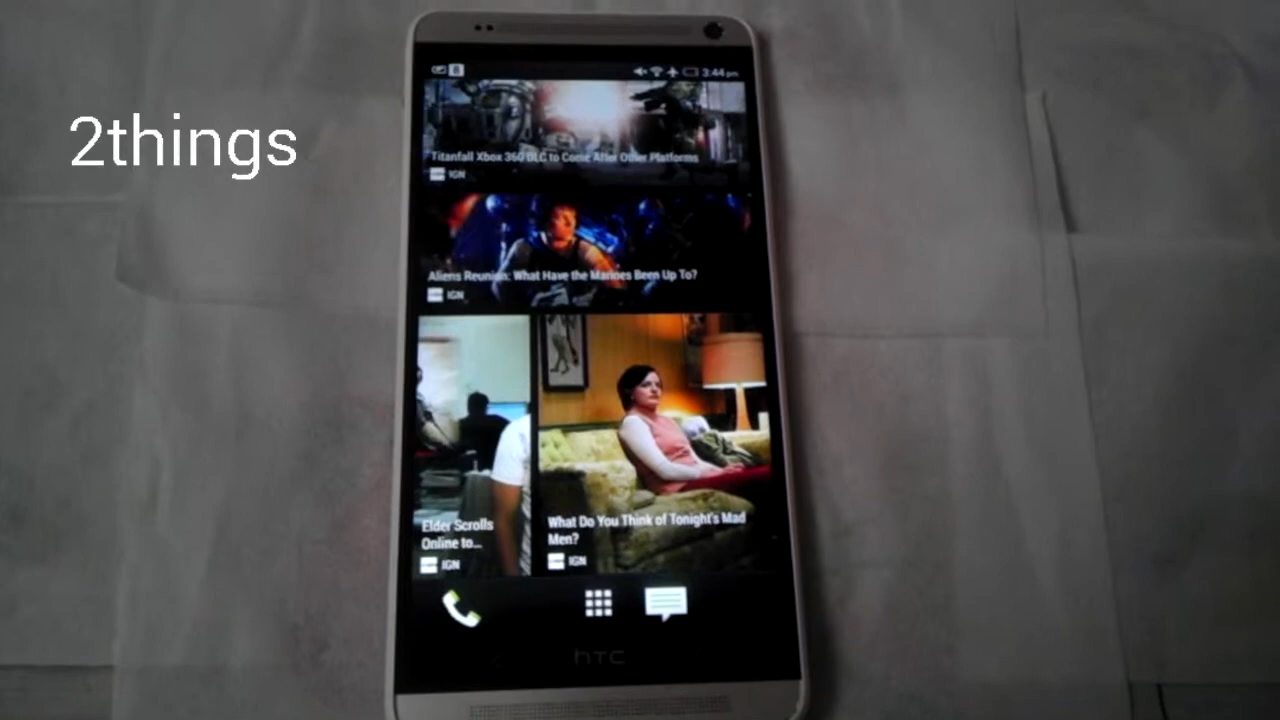 2things
3:44 pm
Titanfall Xbox 360 DLC to Come After Other Platforms
IGN
Aliens Reunion: What Have the Marines Been Up To?
IGN
Elder Scrolls
Online to...
IGN
What Do You Think of Tonight's Mad
Men?
IGN
hTC